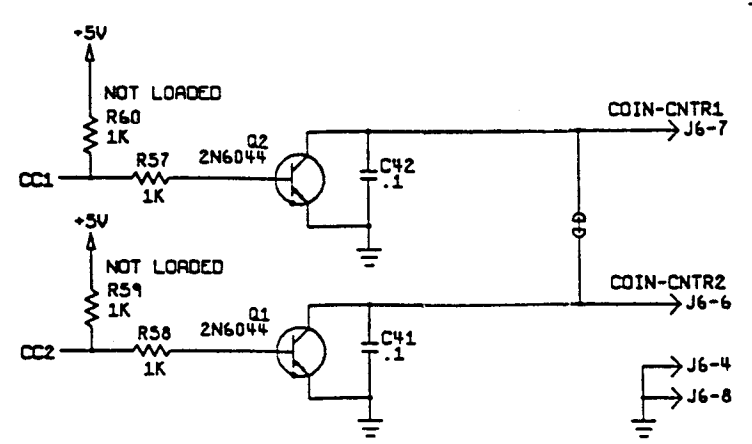 +5V
NOT LOADED
R60
1K
COIN-CNTR1
J6-7
Q2
2N6044
R57
1K
CC1
C42
.1
+5V
NOT LOADED
R59
1K
COIN-CNTR2
J6-6
Q1
2N6044
R58
1K
CC2
C41
.1
J6-4
J6-8